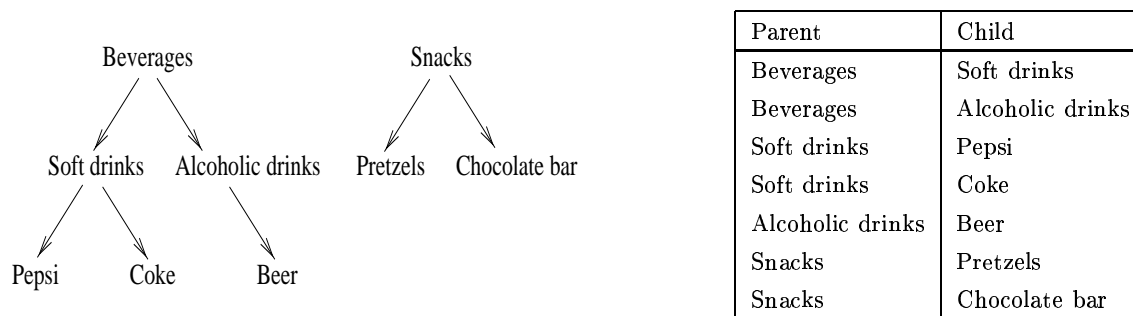 Beverages Snacks
Soft drinks Alcoholic drinks Pretzels Chocolate bar
Pepsi Coke Beer
Parent Child
Beverages Soft drinks
Beverages Alcoholic drinks
Soft drinks Pepsi
Soft drinks Coke
Alcoholic drinks Beer
Snacks Pretzels
Snacks Chocolate bar